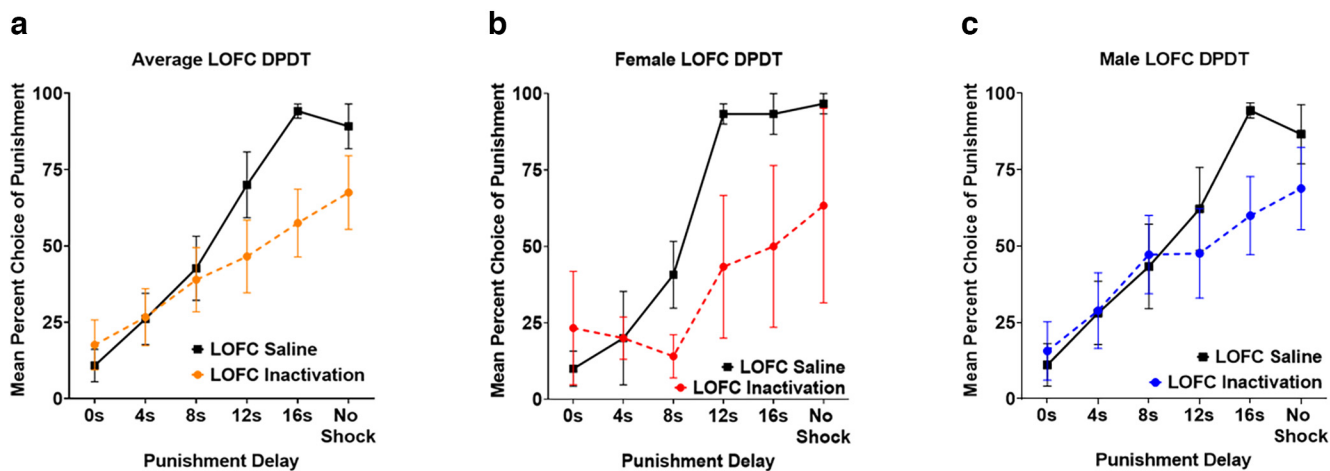 a
Average LOFC DPDT
Mean Percent Choice of Punishment
100
75
50
25
0
0s 4s 8s 12s 16s No Shock
Punishment Delay
LOFC Saline
LOFC Inactivation
b
Female LOFC DPDT
Mean Percent Choice of Punishment
100
75
50
25
0
0s 4s 8s 12s 16s No Shock
Punishment Delay
LOFC Saline
LOFC Inactivation
c
Male LOFC DPDT
Mean Percent Choice of Punishment
100
75
50
25
0
0s 4s 8s 12s 16s No Shock
Punishment Delay
LOFC Saline
LOFC Inactivation